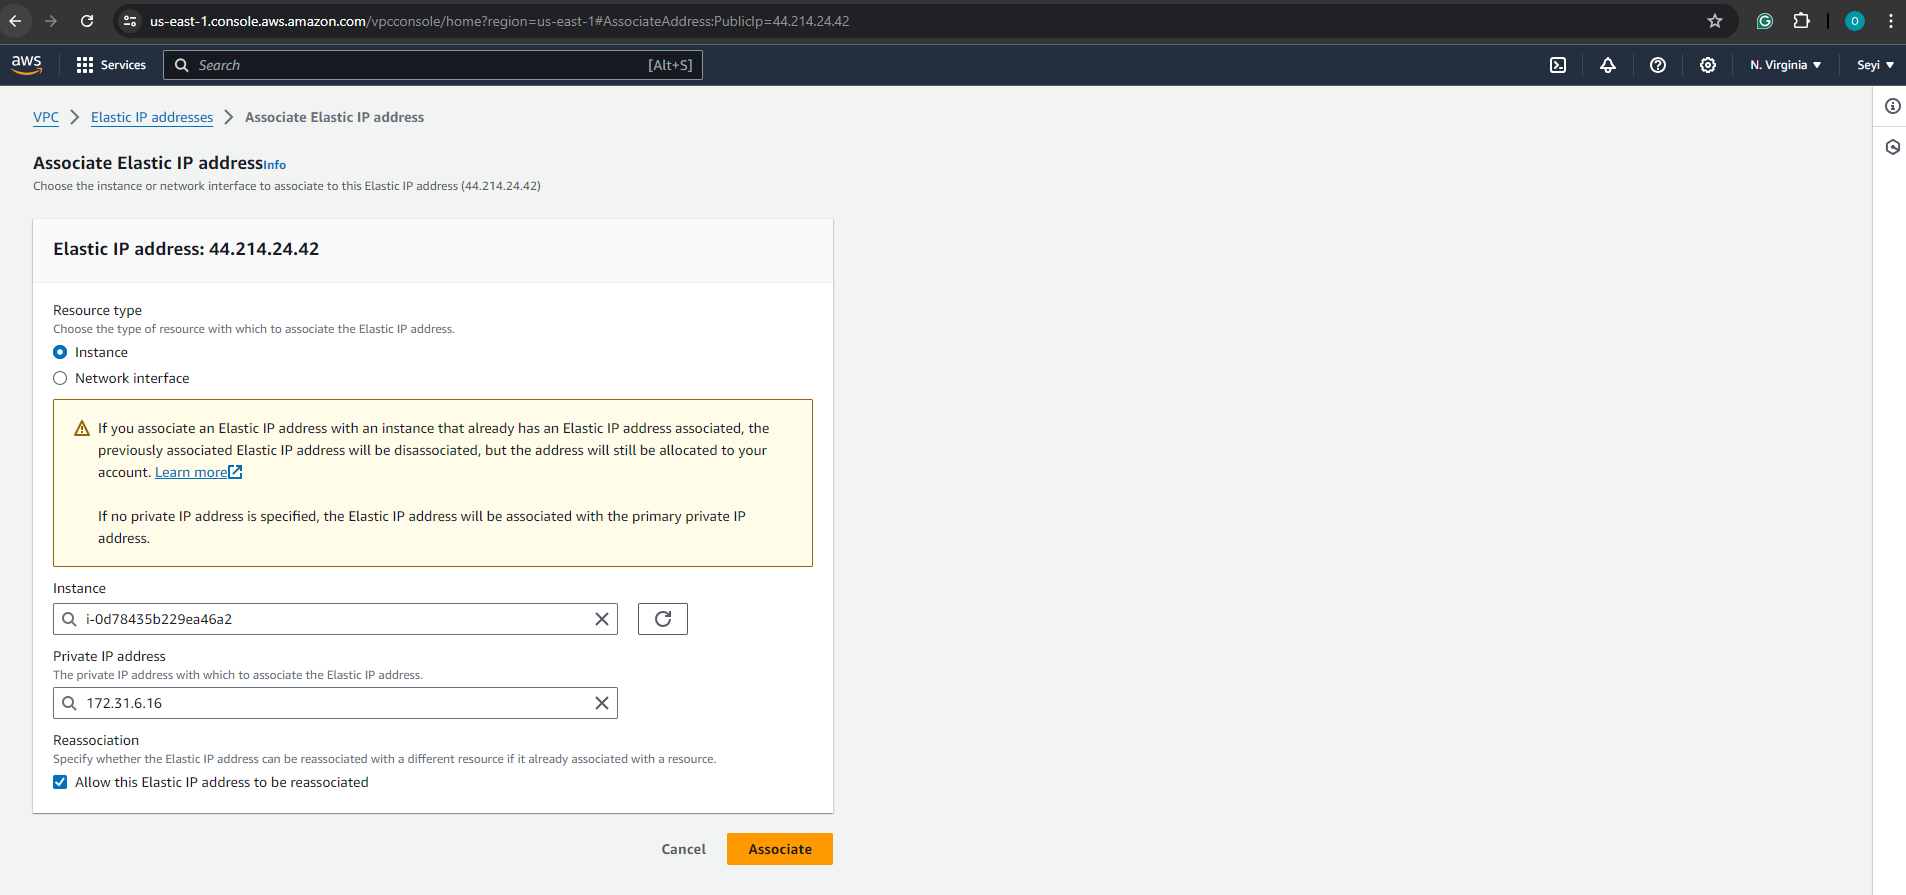 us-east-1.console.aws.amazon.com/vpcconsole/home?region=us-east-1#AssociateAddress:PublicIp=44.214.24.42
O
aws
Services
Search
[Alt+S]
N. Virginia
Seyi
VPC
Elastic IP addresses
Associate Elastic IP address
Associate Elastic IP address Info
Choose the instance or network interface to associate to this Elastic IP address (44.214.24.42)
Elastic IP address: 44.214.24.42
Resource type
Choose the type of resource with which to associate the Elastic IP address.
Instance
Network interface
If you associate an Elastic IP address with an instance that already has an Elastic IP address associated, the
previously associated Elastic IP address will be disassociated, but the address will still be allocated to your
account. Learn more
If no private IP address is specified, the Elastic IP address will be associated with the primary private IP
address.
Instance
i-0d78435b229ea46a2
Private IP address
The private IP address with which to associate the Elastic IP address.
172.31.6.16
Reassociation
Specify whether the Elastic IP address can be reassociated with a different resource if it already associated with a resource.
Allow this Elastic IP address to be reassociated
Cancel
Associate